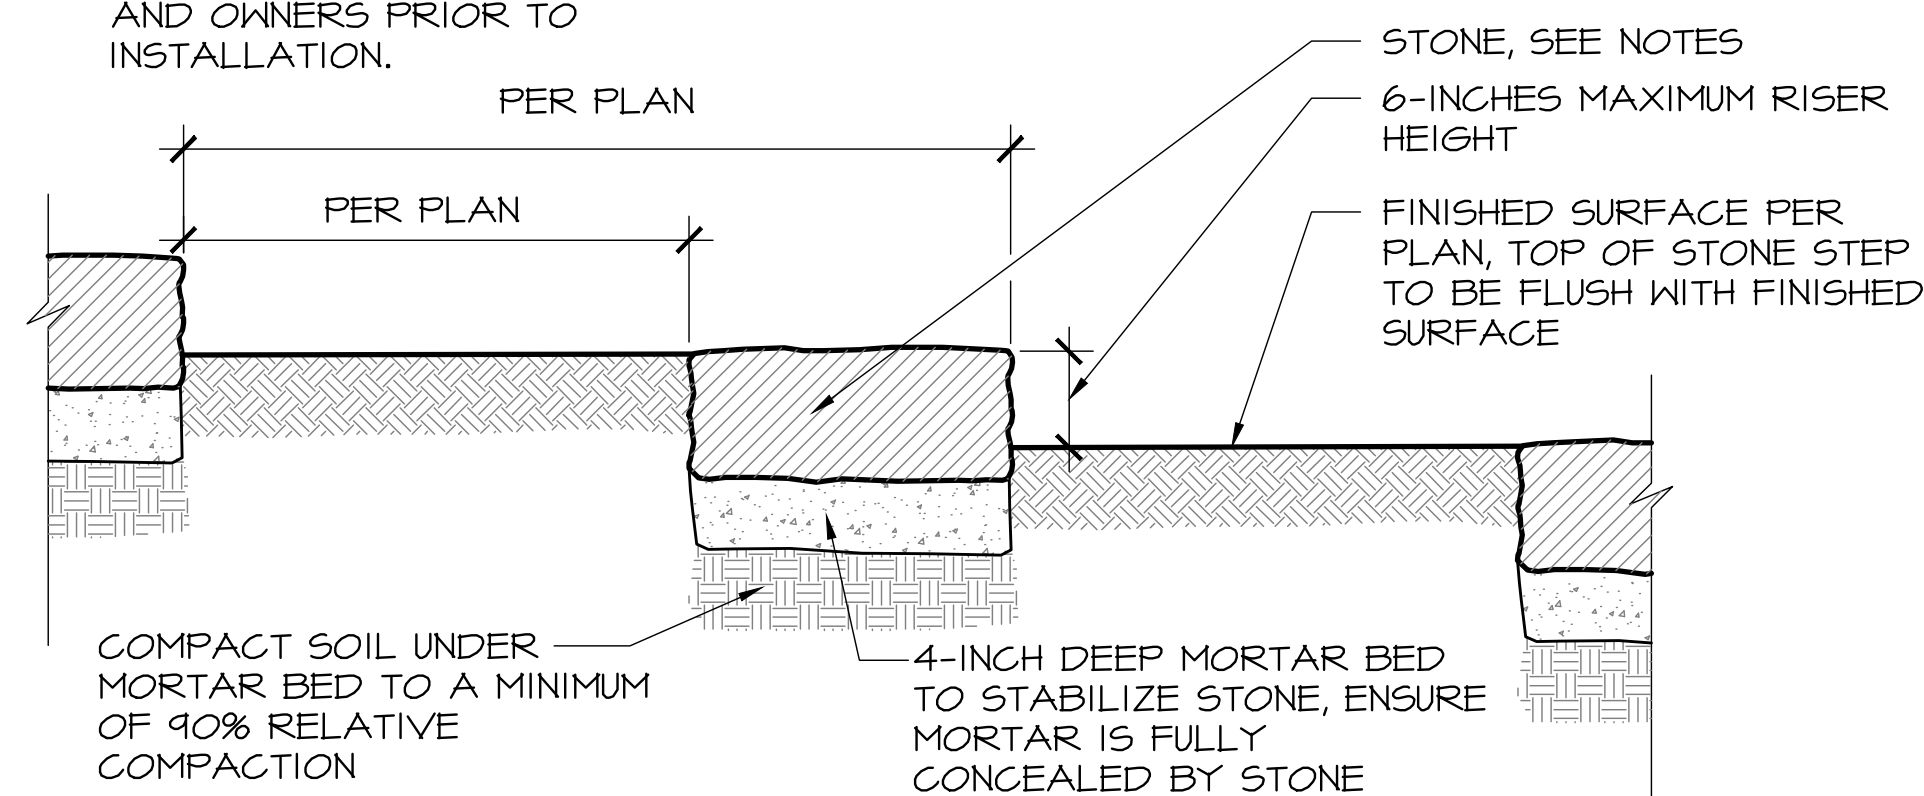 AND OWNERS PRIOR TO
INSTALLATION.
PER PLAN
PER PLAN
STONE, SEE NOTES
6-INCHES MAXIMUM RISER
HEIGHT
FINISHED SURFACE PER
PLAN, TOP OF STONE STEP
TO BE FLUSH WITH FINISHED
SURFACE
COMPACT SOIL UNDER
MORTAR BED TO A MINIMUM
OF 90% RELATIVE
COMPACTION
4-INCH DEEP MORTAR BED
TO STABILIZE STONE, ENSURE
MORTAR IS FULLY
CONCEALED BY STONE